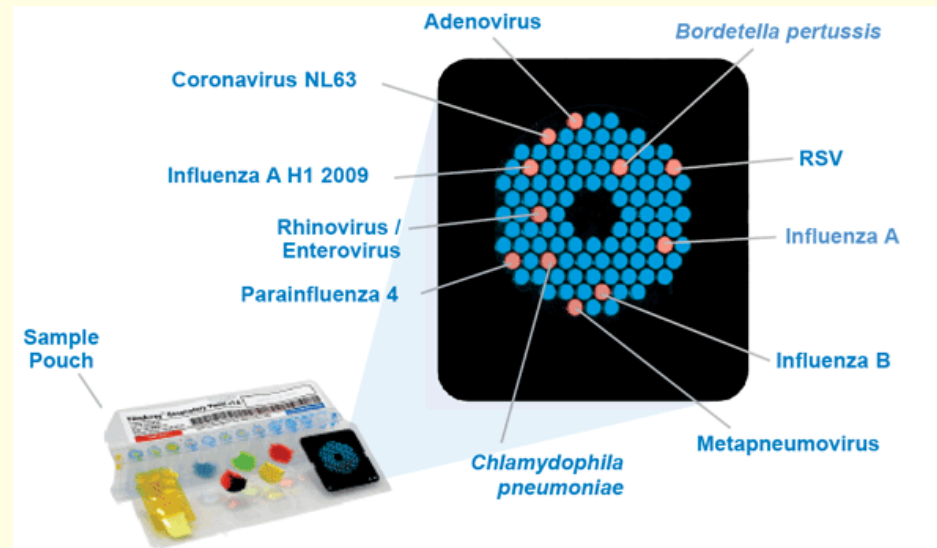 Adenovirus
Bordetella pertussis
Coronavirus NL63
RSV
Influenza A H1 2009
Rhinovirus /
Enterovirus
Influenza A
Parainfluenza 4
Sample
Pouch
Influenza B
Metapneumovirus
Chlamydophila
pneumoniae